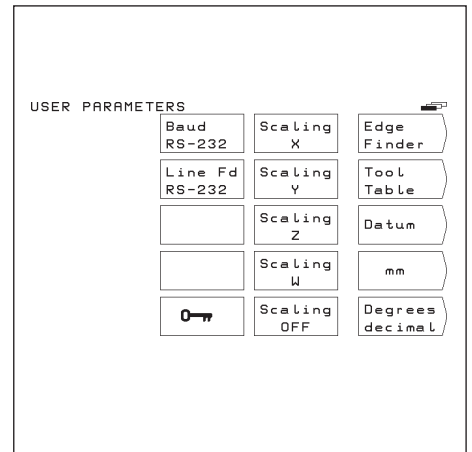 USER PARAMETERS
Baud
RS-232
Scaling
X
Edge
Finder
Line Fd
RS-232
Scaling
Y
Tool
Table
Scaling
Z
Datum
Scaling
W
mm
Scaling
OFF
Degrees
decimal